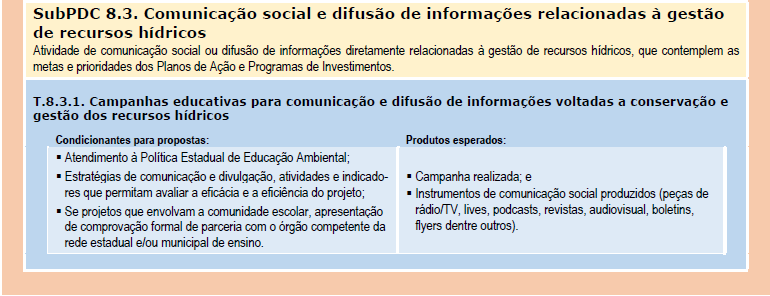 SubPDC 8.3. Comunicação social e difusão de informações relacionadas à gestão
de recursos hídricos
Atividade de comunicação social ou difusão de informações diretamente relacionadas à gestão de recursos hídricos, que contemplem as
metas e prioridades dos Planos de Ação e Programas de Investimentos.
T.8.3.1. Campanhas educativas para comunicação e difusão de informações voltadas a conservação e
gestão dos recursos hídricos
Condicionantes para propostas:
▪ Atendimento à Política Estadual de Educação Ambiental;
▪ Estratégias de comunicação e divulgação, atividades e indicado-
res que permitam avaliar a eficácia e a eficiência do projeto;
▪ Se projetos que envolvam a comunidade escolar, apresentação
de comprovação formal de parceria com o órgão competente da
rede estadual e/ou municipal de ensino.
Produtos esperados:
▪ Campanha realizada; e
▪ Instrumentos de comunicação social produzidos (peças de
rádio/TV, lives, podcasts, revistas, audiovisual, boletins,
flyers dentre outros).